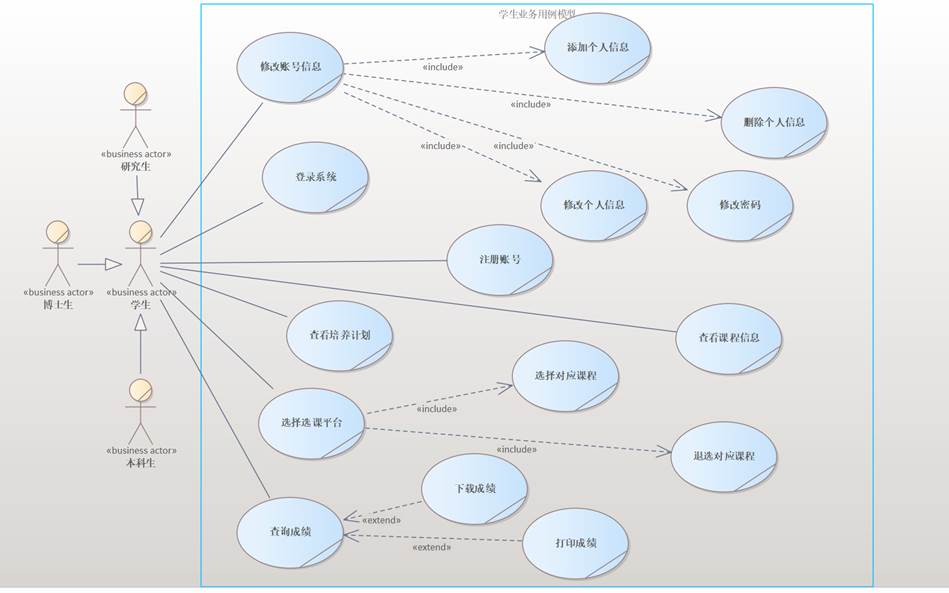 学生业务用例模型
修改账号信息
添加个人信息
«include»
«include»
删除个人信息
«include»
«include»
«business actor»
研究生
登录系统
修改个人信息
修改密码
注册账号
«business actor»
博士生
«business actor»
学生
查看培养计划
查看课程信息
选择对应课程
«include»
选择选课平台
«include»
退选对应课程
«business actor»
本科生
下载成绩
«extend»
查询成绩
«extend»
打印成绩